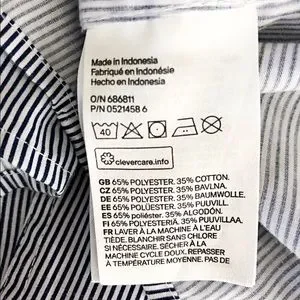 Made in Indonesia
Fabriqué en Indonésie
Hecho en Indonesia
O/N 686811
P/N 0521458 6
40
clevercare.info
GB 65% POLYESTER. 35% COTTON.
CZ 65% POLYESTER. 35% BAVLNA.
DE 65% POLYESTER. 35% BAUMWOLLE.
EE 65% POLÜESTER. 35% PUUVILL.
ES 65% poliéster. 35% ALGODÓN.
FI 65% POLYESTERIÄ, 35% PUUVILLAA.
FR LAVER À LA MACHINE À L'EAU
TIÈDE. BLANCHIR SANS CHLORE
SI NÉCESSAIRE. SÉCHER À LA
MACHINE CYCLE DOUX. REPASSER
À TEMPÉRATURE MOYENNE. PAS DE